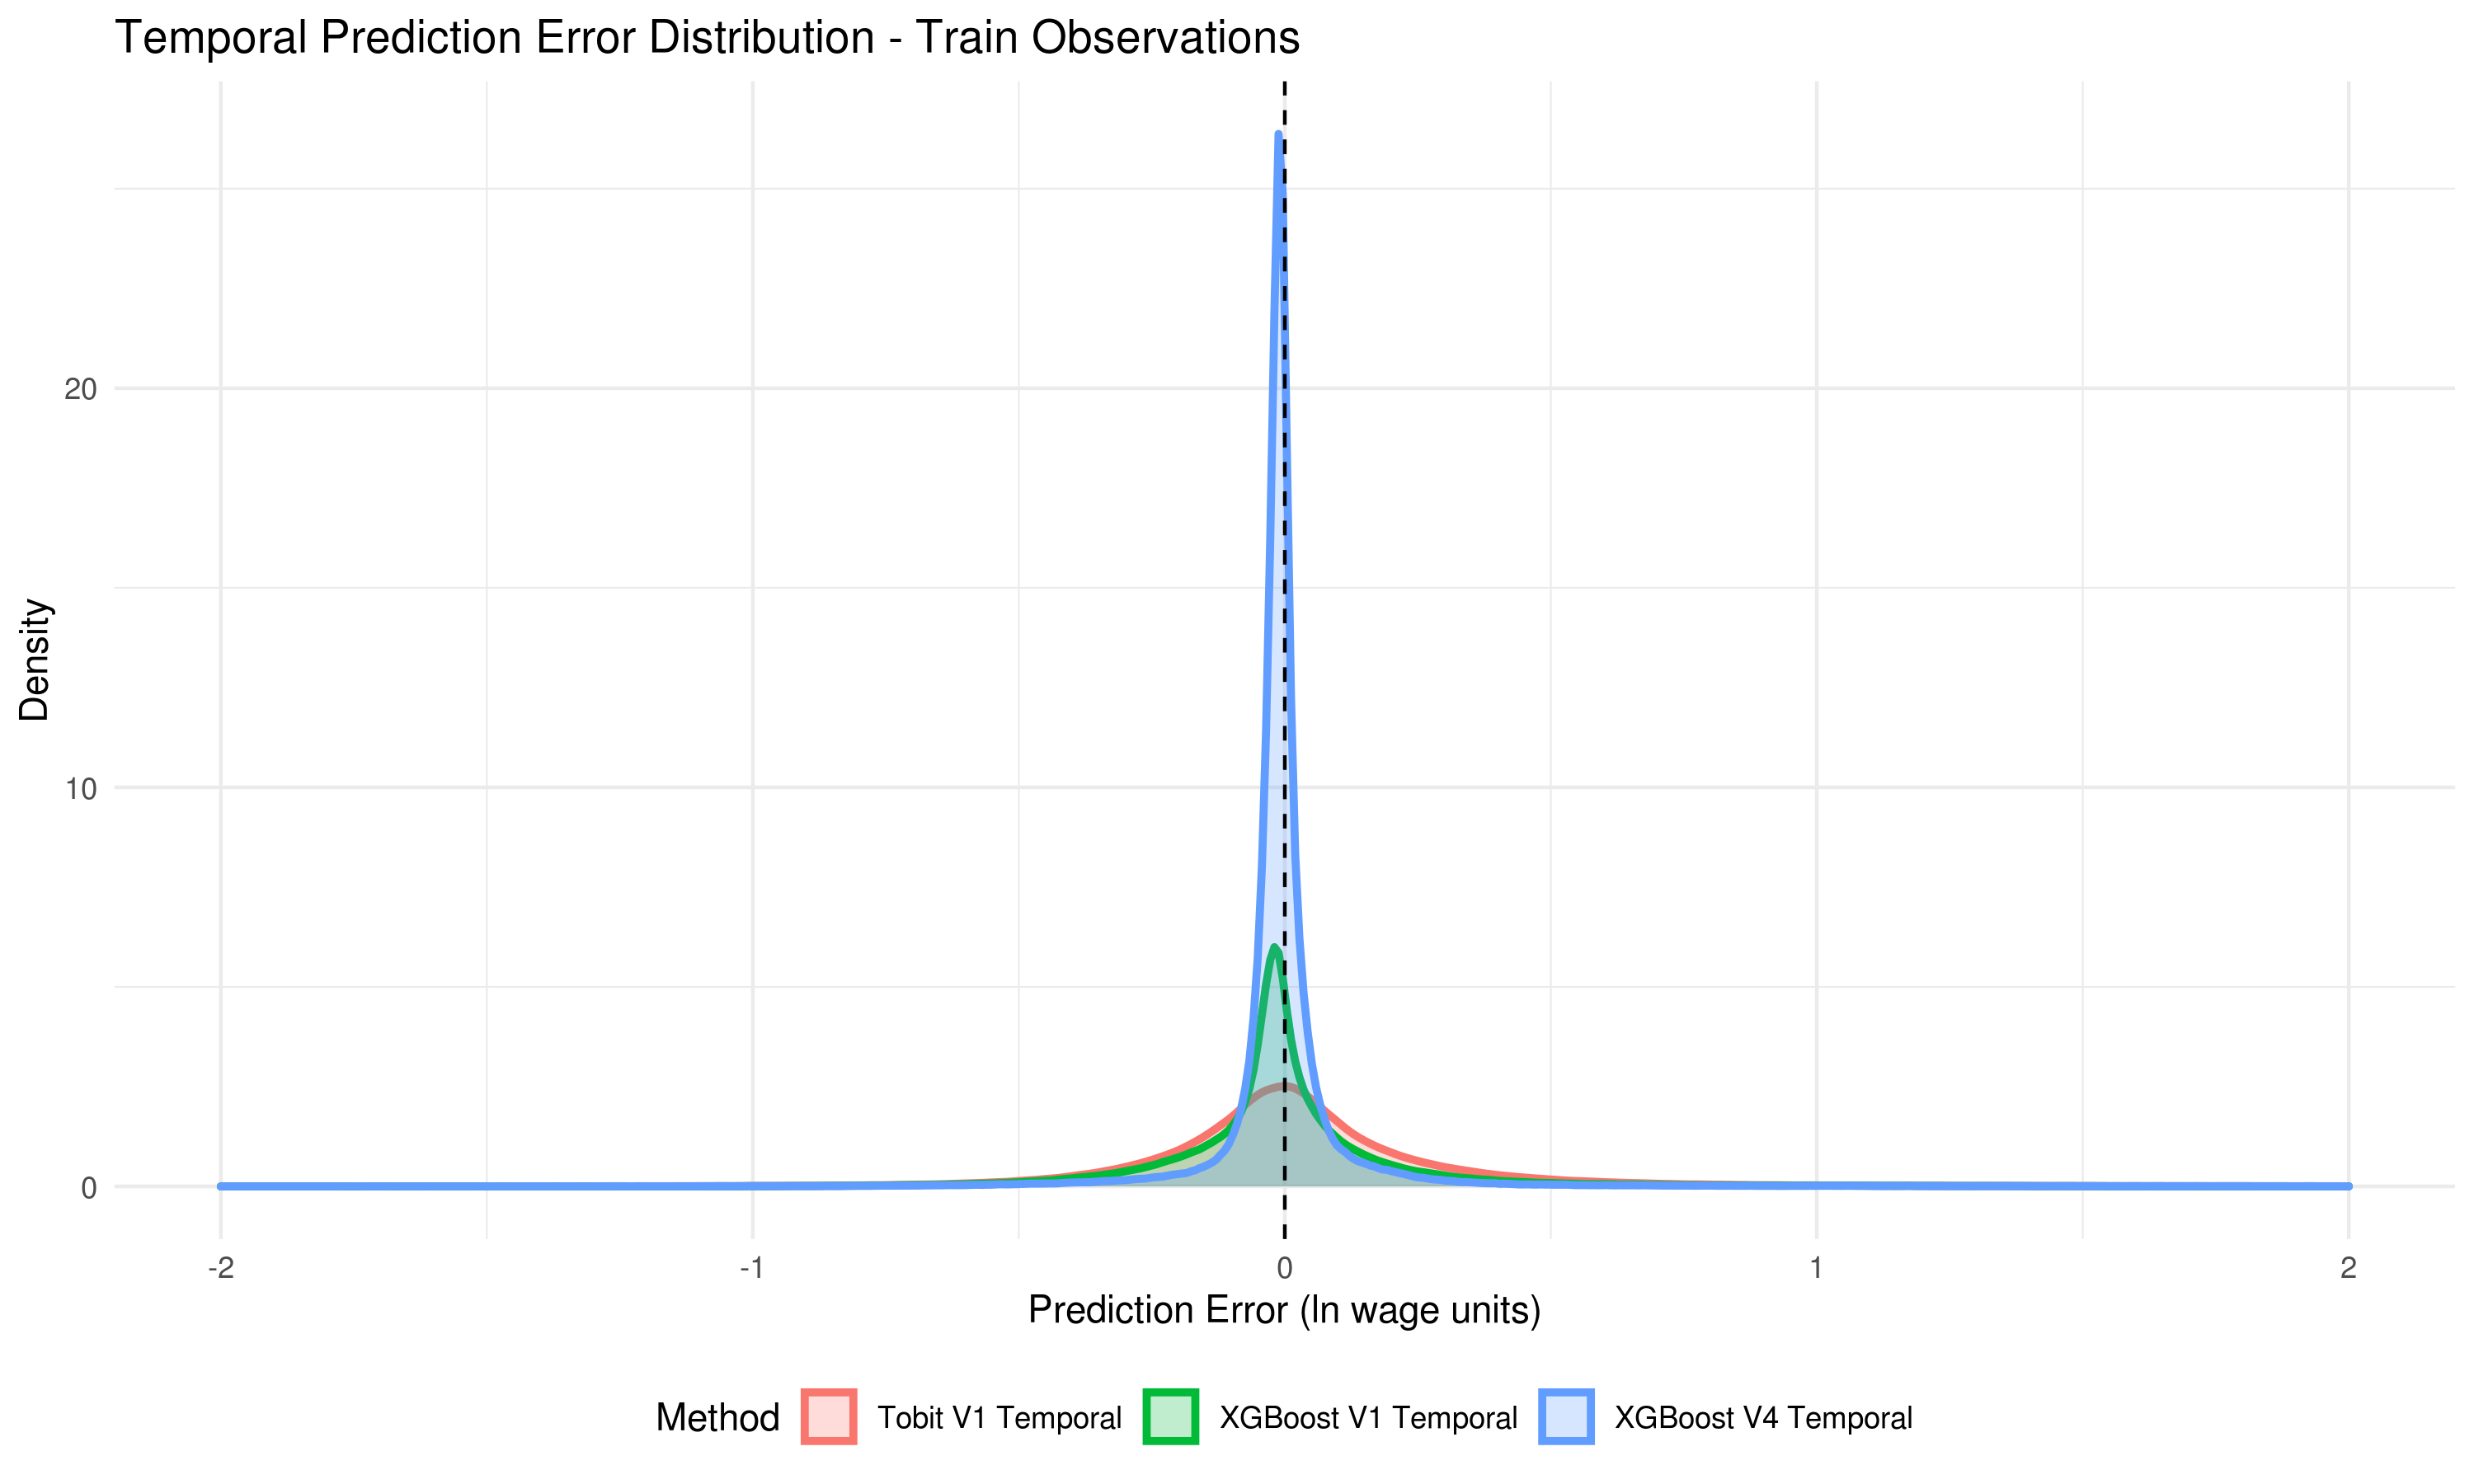 Temporal Prediction Error Distribution - Train Observations
Density
20
10
0
-2 -1 0 1 2
Prediction Error (ln wage units)
Method Tobit V1 Temporal XGBoost V1 Temporal XGBoost V4 Temporal